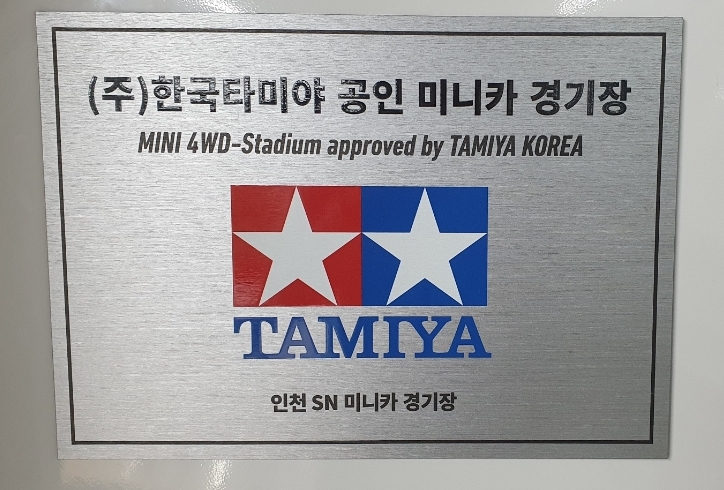 (주)한국타미야 공인 미니카 경기장
MINI 4WD-Stadium approved by TAMIYA KOREA
TAMIYA
인천 SN 미니카 경기장